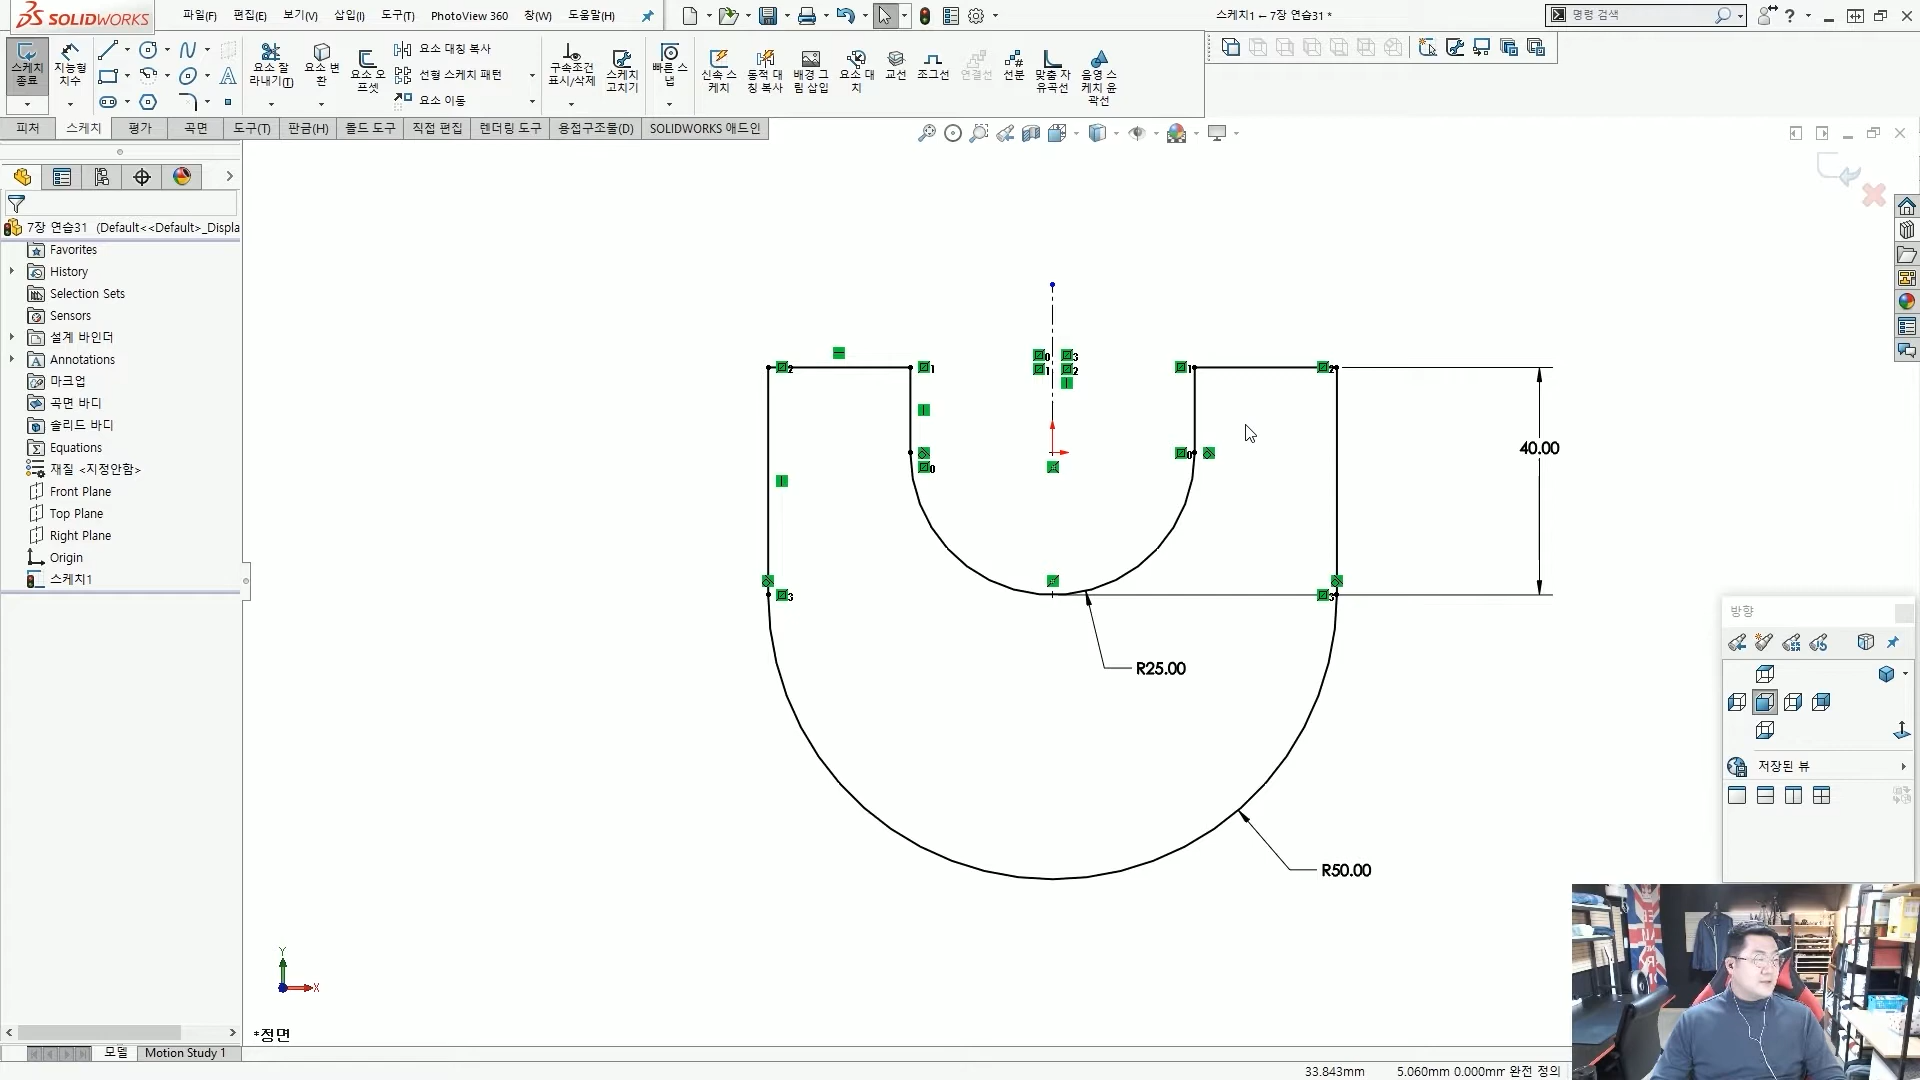 SOLIDWORKS
파일(F) 편집(E) 보기(V) 삽입(I) 도구(T) PhotoView 360 창(W) 도움말(H)
스케치1 ← 7장 연습31 *
명령 검색
스케치 종료
지능형 치수
요소 잘라내기(T)
요소 변환
요소 오프셋
요소 대칭 복사
선형 스케치 패턴
요소 이동
구속조건 표시/삭제
스케치 고치기
빠른 스냅
신속 스케치
동적 대칭 복사
배경 그림 삽입
요소 대치
교선
조그선
연결선
선분
맞춤 자유곡선
음영 스케치 윤곽선
피처 스케치 평가 곡면 도구(T) 판금(H) 몰드 도구 직접 편집 렌더링 도구 용접구조물(D) SOLIDWORKS 애드인
7장 연습31 (Default<<Default>_Displa
Favorites
History
Selection Sets
Sensors
설계 바인더
Annotations
마크업
곡면 바디
솔리드 바디
Equations
재질 <지정안함>
Front Plane
Top Plane
Right Plane
Origin
스케치1
40.00
R25.00
R50.00
방향
저장된 뷰
Y
X
*정면
모델 Motion Study 1
33.843mm 5.060mm 0.000mm 완전 정의